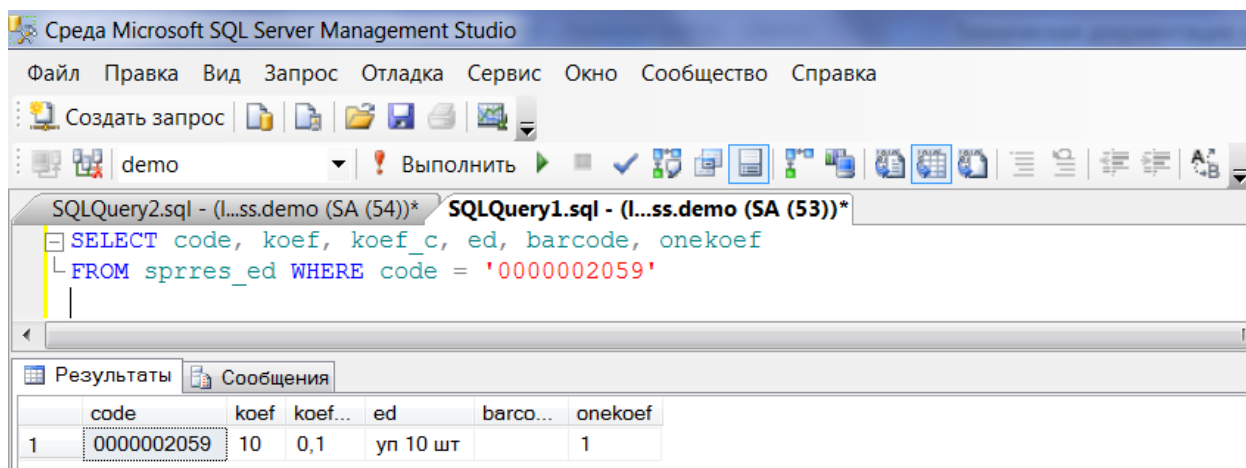 Среда Microsoft SQL Server Management Studio
Файл Правка Вид Запрос Отладка Сервис Окно Сообщество Справка
Создать запрос
demo Выполнить
SQLQuery2.sql - (l...ss.demo (SA (54))* SQLQuery1.sql - (l...ss.demo (SA (53))*
SELECT code, koef, koef_c, ed, barcode, onekoef
FROM sprres_ed WHERE code = '0000002059'
Результаты Сообщения
code koef koef... ed barco... onekoef
1 0000002059 10 0,1 уп 10 шт 1